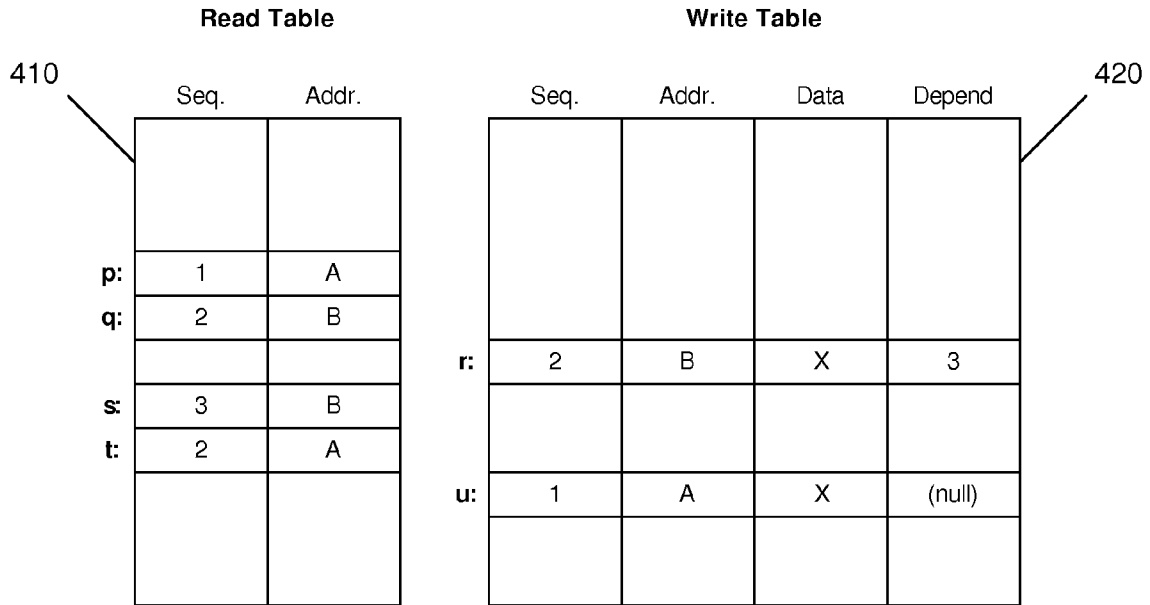 Read Table Write Table
410 420
Seq. Addr. Seq. Addr. Data Depend
p: 1 A
q: 2 B
r: 2 B X 3
s: 3 B
t: 2 A
u: 1 A X (null)